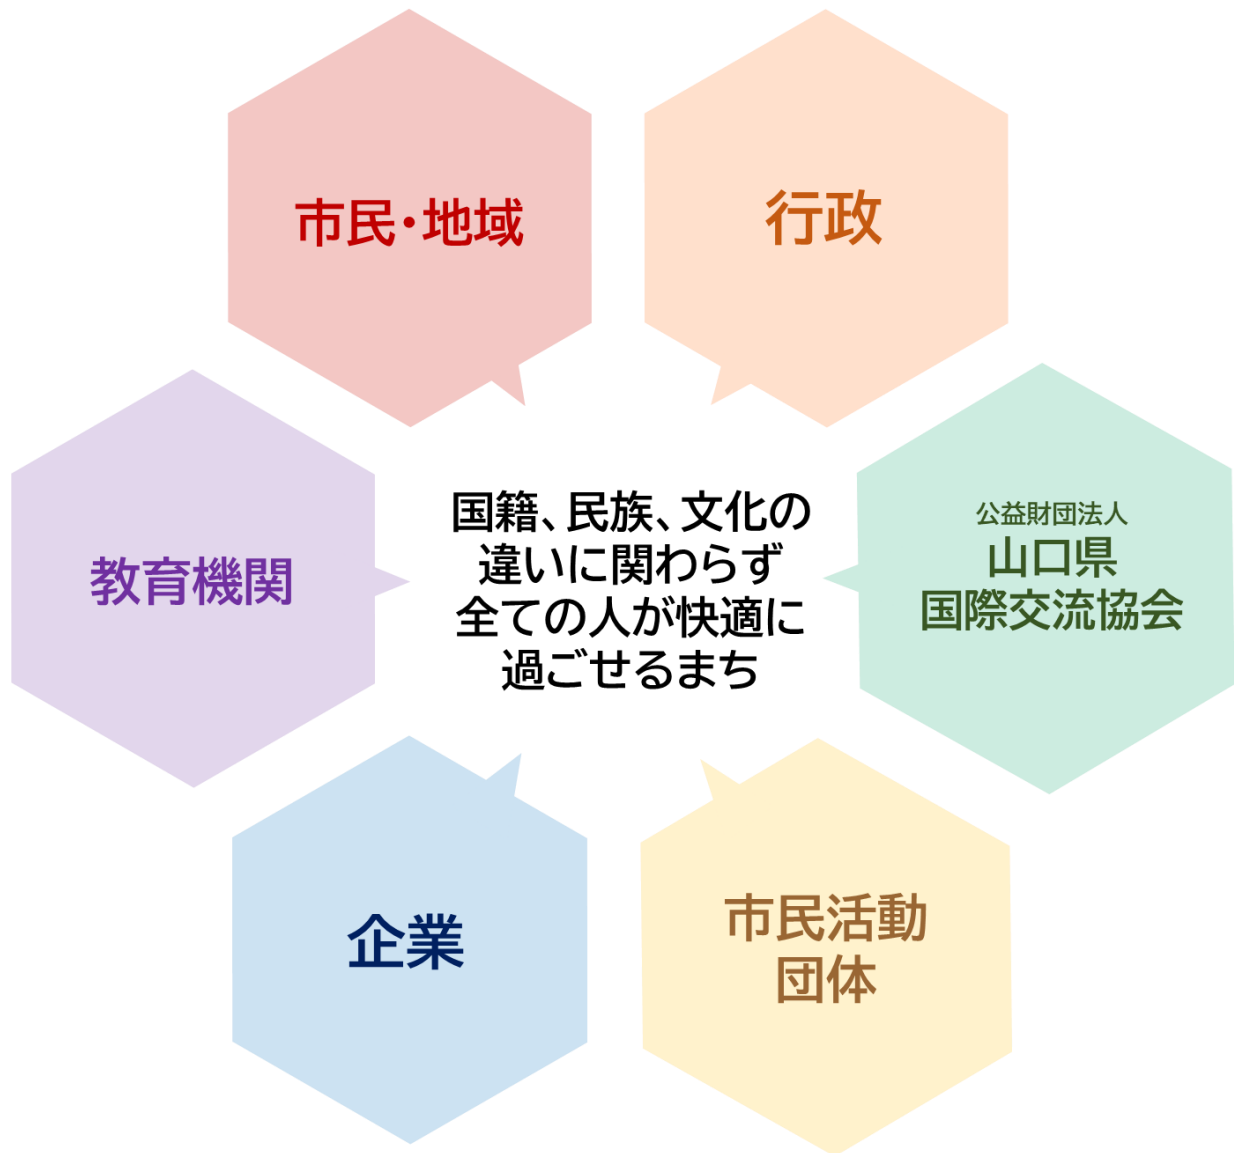 市民・地域
行政
教育機関
国籍、民族、文化の
違いに関わらず
全ての人が快適に
過ごせるまち
公益財団法人
山口県
国際交流協会
企業
市民活動
団体